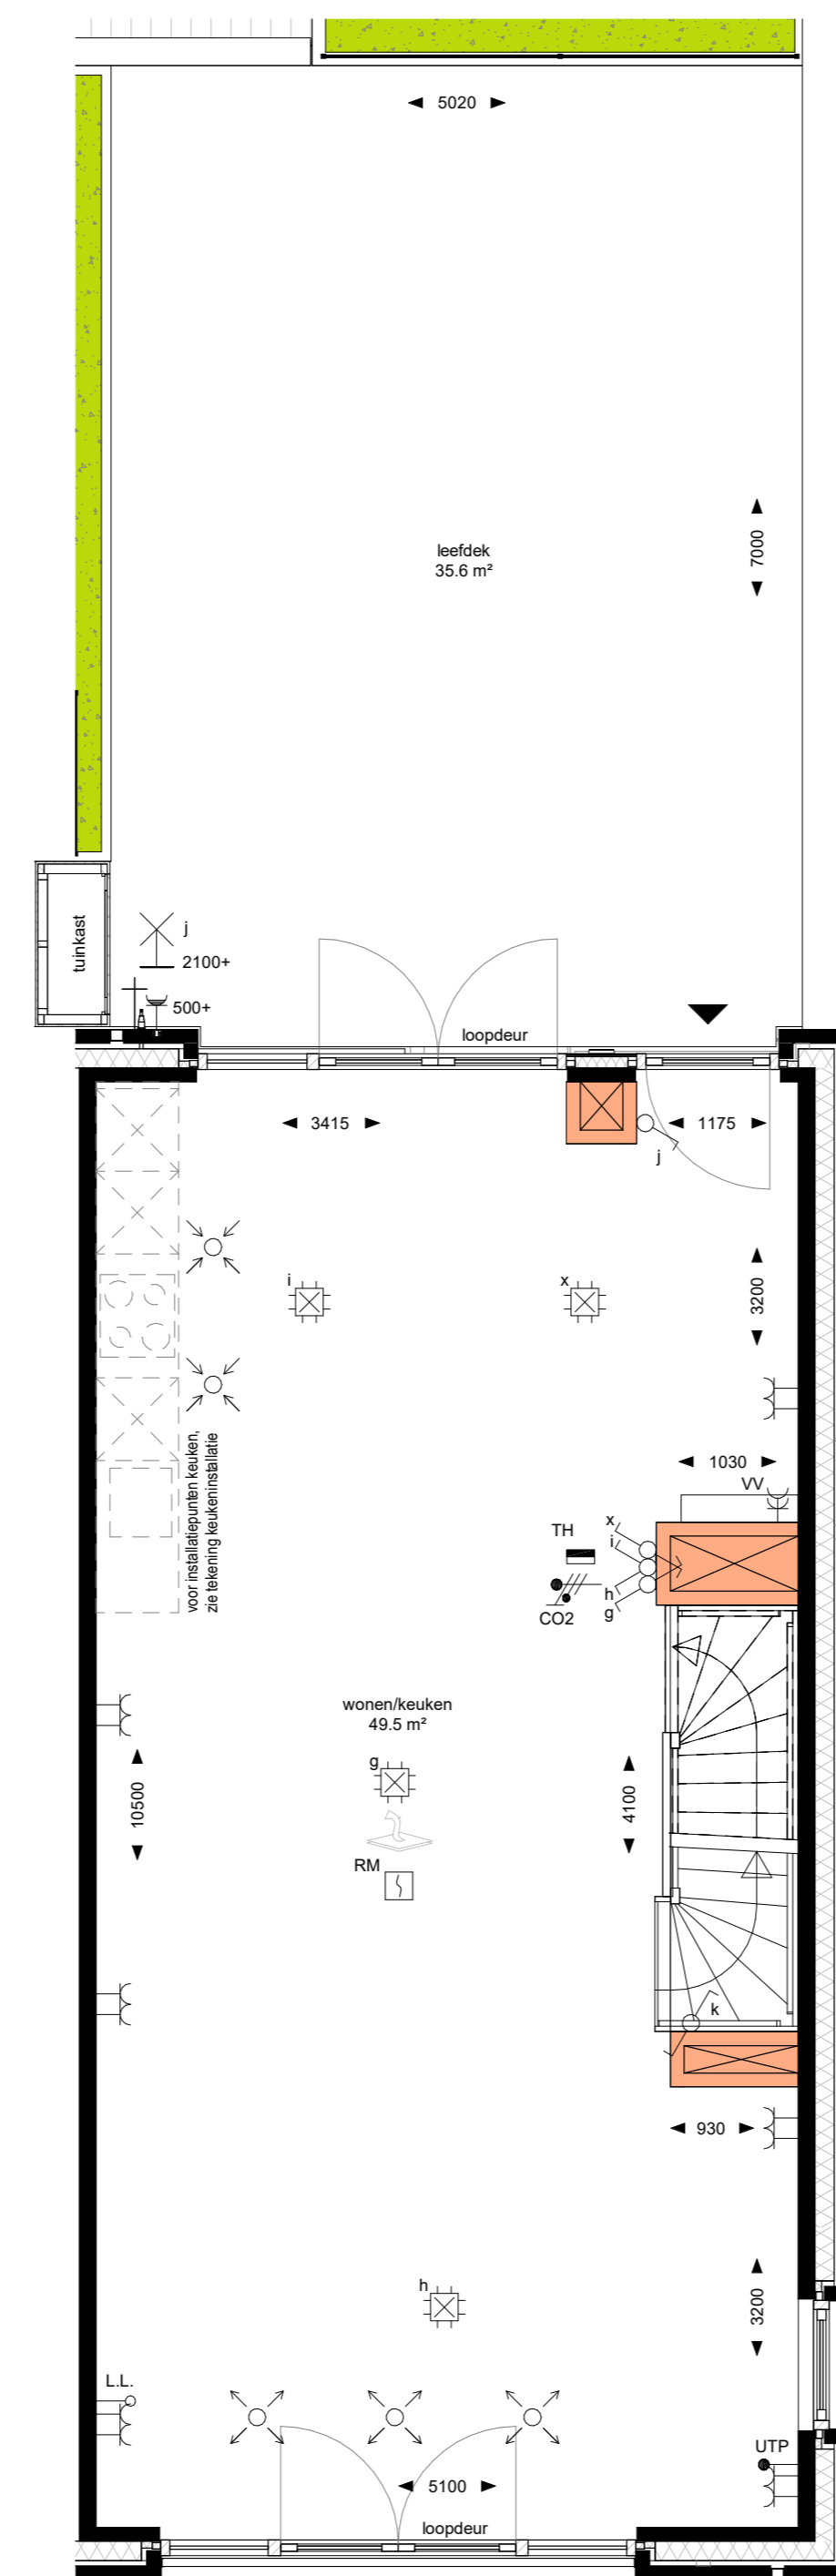 5020
leefdek
35.6 m²
7000
tuinkast
j
2100+
500+
loopdeur
3415
1175
j
i
x
3200
voor installatiepunten keuken,
zie tekening keukeninstallatie
1030
VV
TH
x
i
h
g
CO2
wonen/keuken
49.5 m²
g
10500
4100
RM
k
930
h
3200
L.L.
UTP
5100
loopdeur